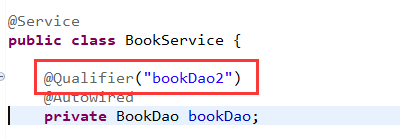 @Service
public class BookService {
@Qualifier("bookDao2")
@Autowired
private BookDao bookDao;